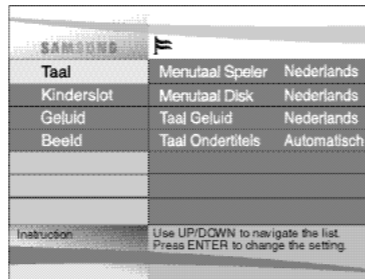 SAMSUNG
Taal Menutaal Speler Nederlands
Kinderslot Menutaal Disk Nederlands
Geluid Taal Geluid Nederlands
Beeld Taal Ondertitels Automatisch
Instruction Use UP/DOWN to navigate the list.
Press ENTER to change the setting.